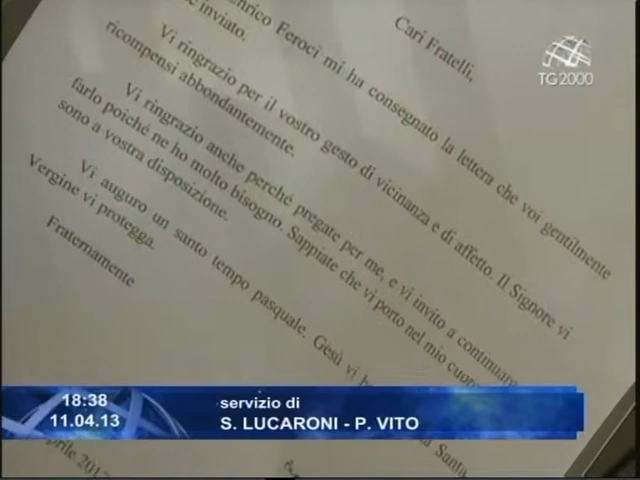 Cari Fratelli,
Enrico Feroci mi ha consegnato la lettera che voi gentilmente
inviato.
Vi ringrazio per il vostro gesto di vicinanza e di affetto. Il Signore vi
ricompensi abbondantemente.
Vi ringrazio anche perché pregate per me, e vi invito a continuare
farlo poiché ne ho molto bisogno. Sappiate che vi porto nel mio cuore
sono a vostra disposizione.
Vi auguro un santo tempo pasquale. Gesù vi
Santa
Vergine vi protegga.
Fraternamente
TG2000
18:38
11.04.13
servizio di
S. LUCARONI - P. VITO